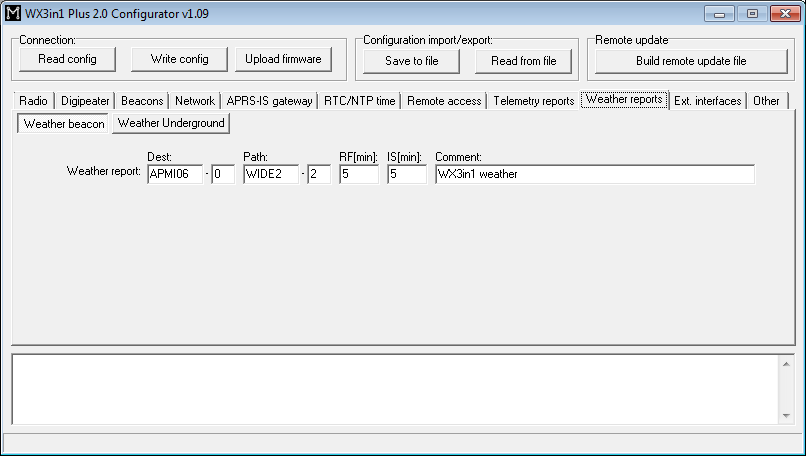 WX3in1 Plus 2.0 Configurator v1.09
Connection: Configuration import/export: Remote update
Read config Write config Upload firmware Save to file Read from file Build remote update file
Radio Digipeater Beacons Network APRS-IS gateway RTC/NTP time Remote access Telemetry reports Weather reports Ext. interfaces Other
Weather beacon Weather Underground
Dest: Path: RF[min]: IS[min]: Comment:
Weather report: APMI06 - 0 WIDE2 - 2 5 5 WX3in1 weather